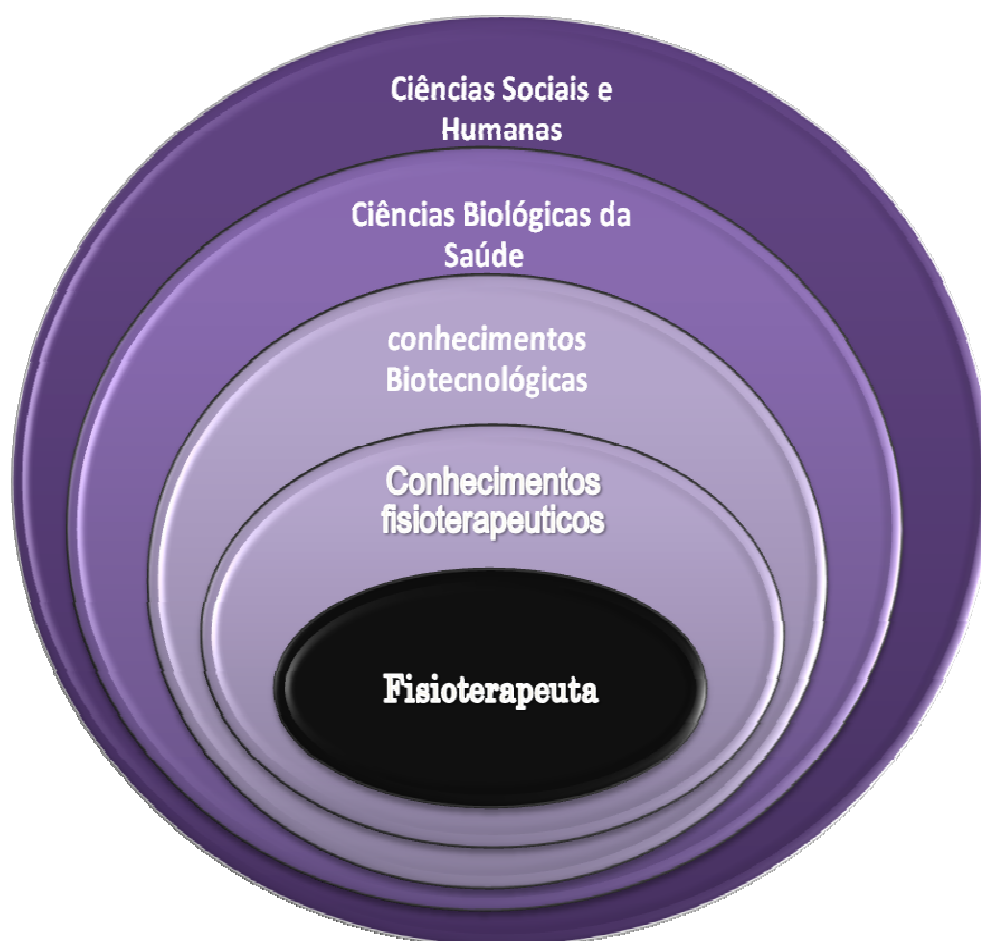 Ciências Sociais e
Humanas
Ciências Biológicas da
Saúde
conhecimentos
Biotecnológicas
Conhecimentos
fisioterapeuticos
Fisioterapeuta